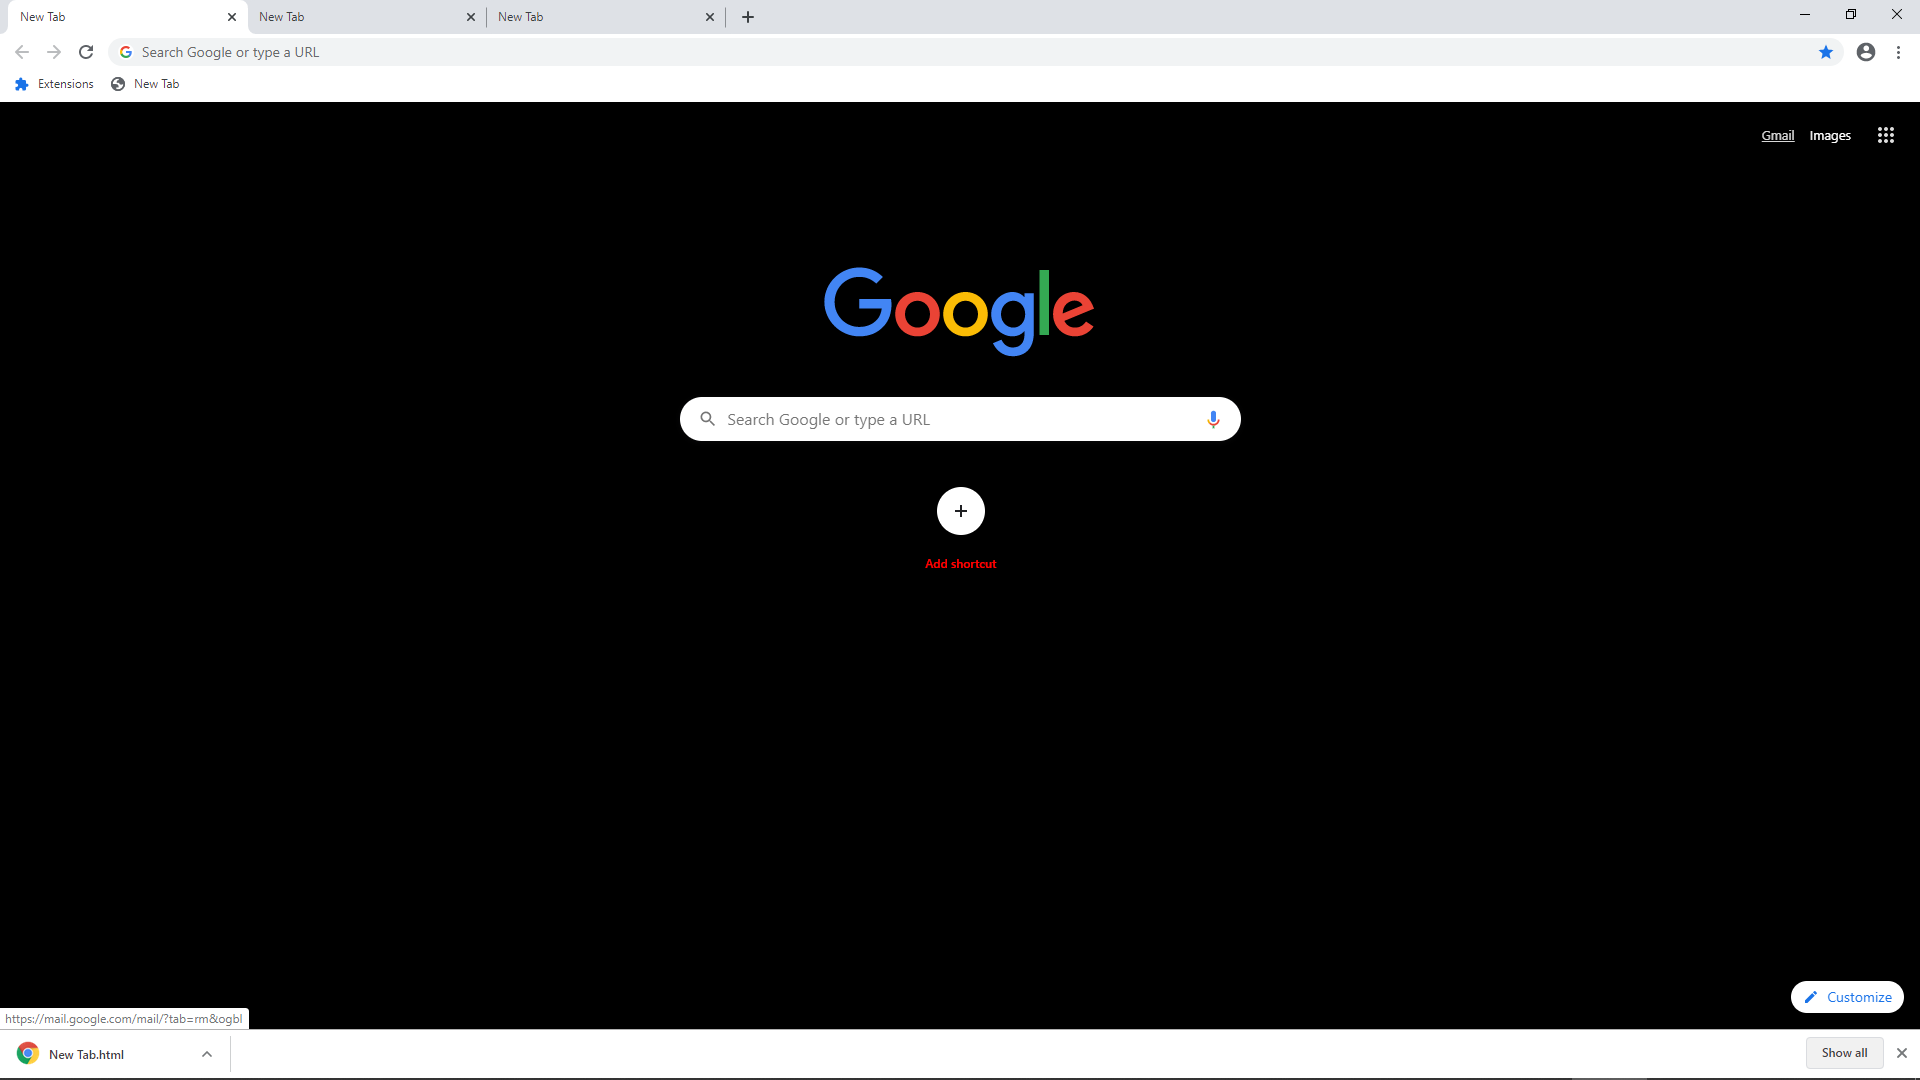 New Tab
New Tab
New Tab
Search Google or type a URL
Extensions
New Tab
Gmail
Images
Google
Search Google or type a URL
Add shortcut
Customize
https://mail.google.com/mail/?tab=rm&ogbl
New Tab.html
Show all